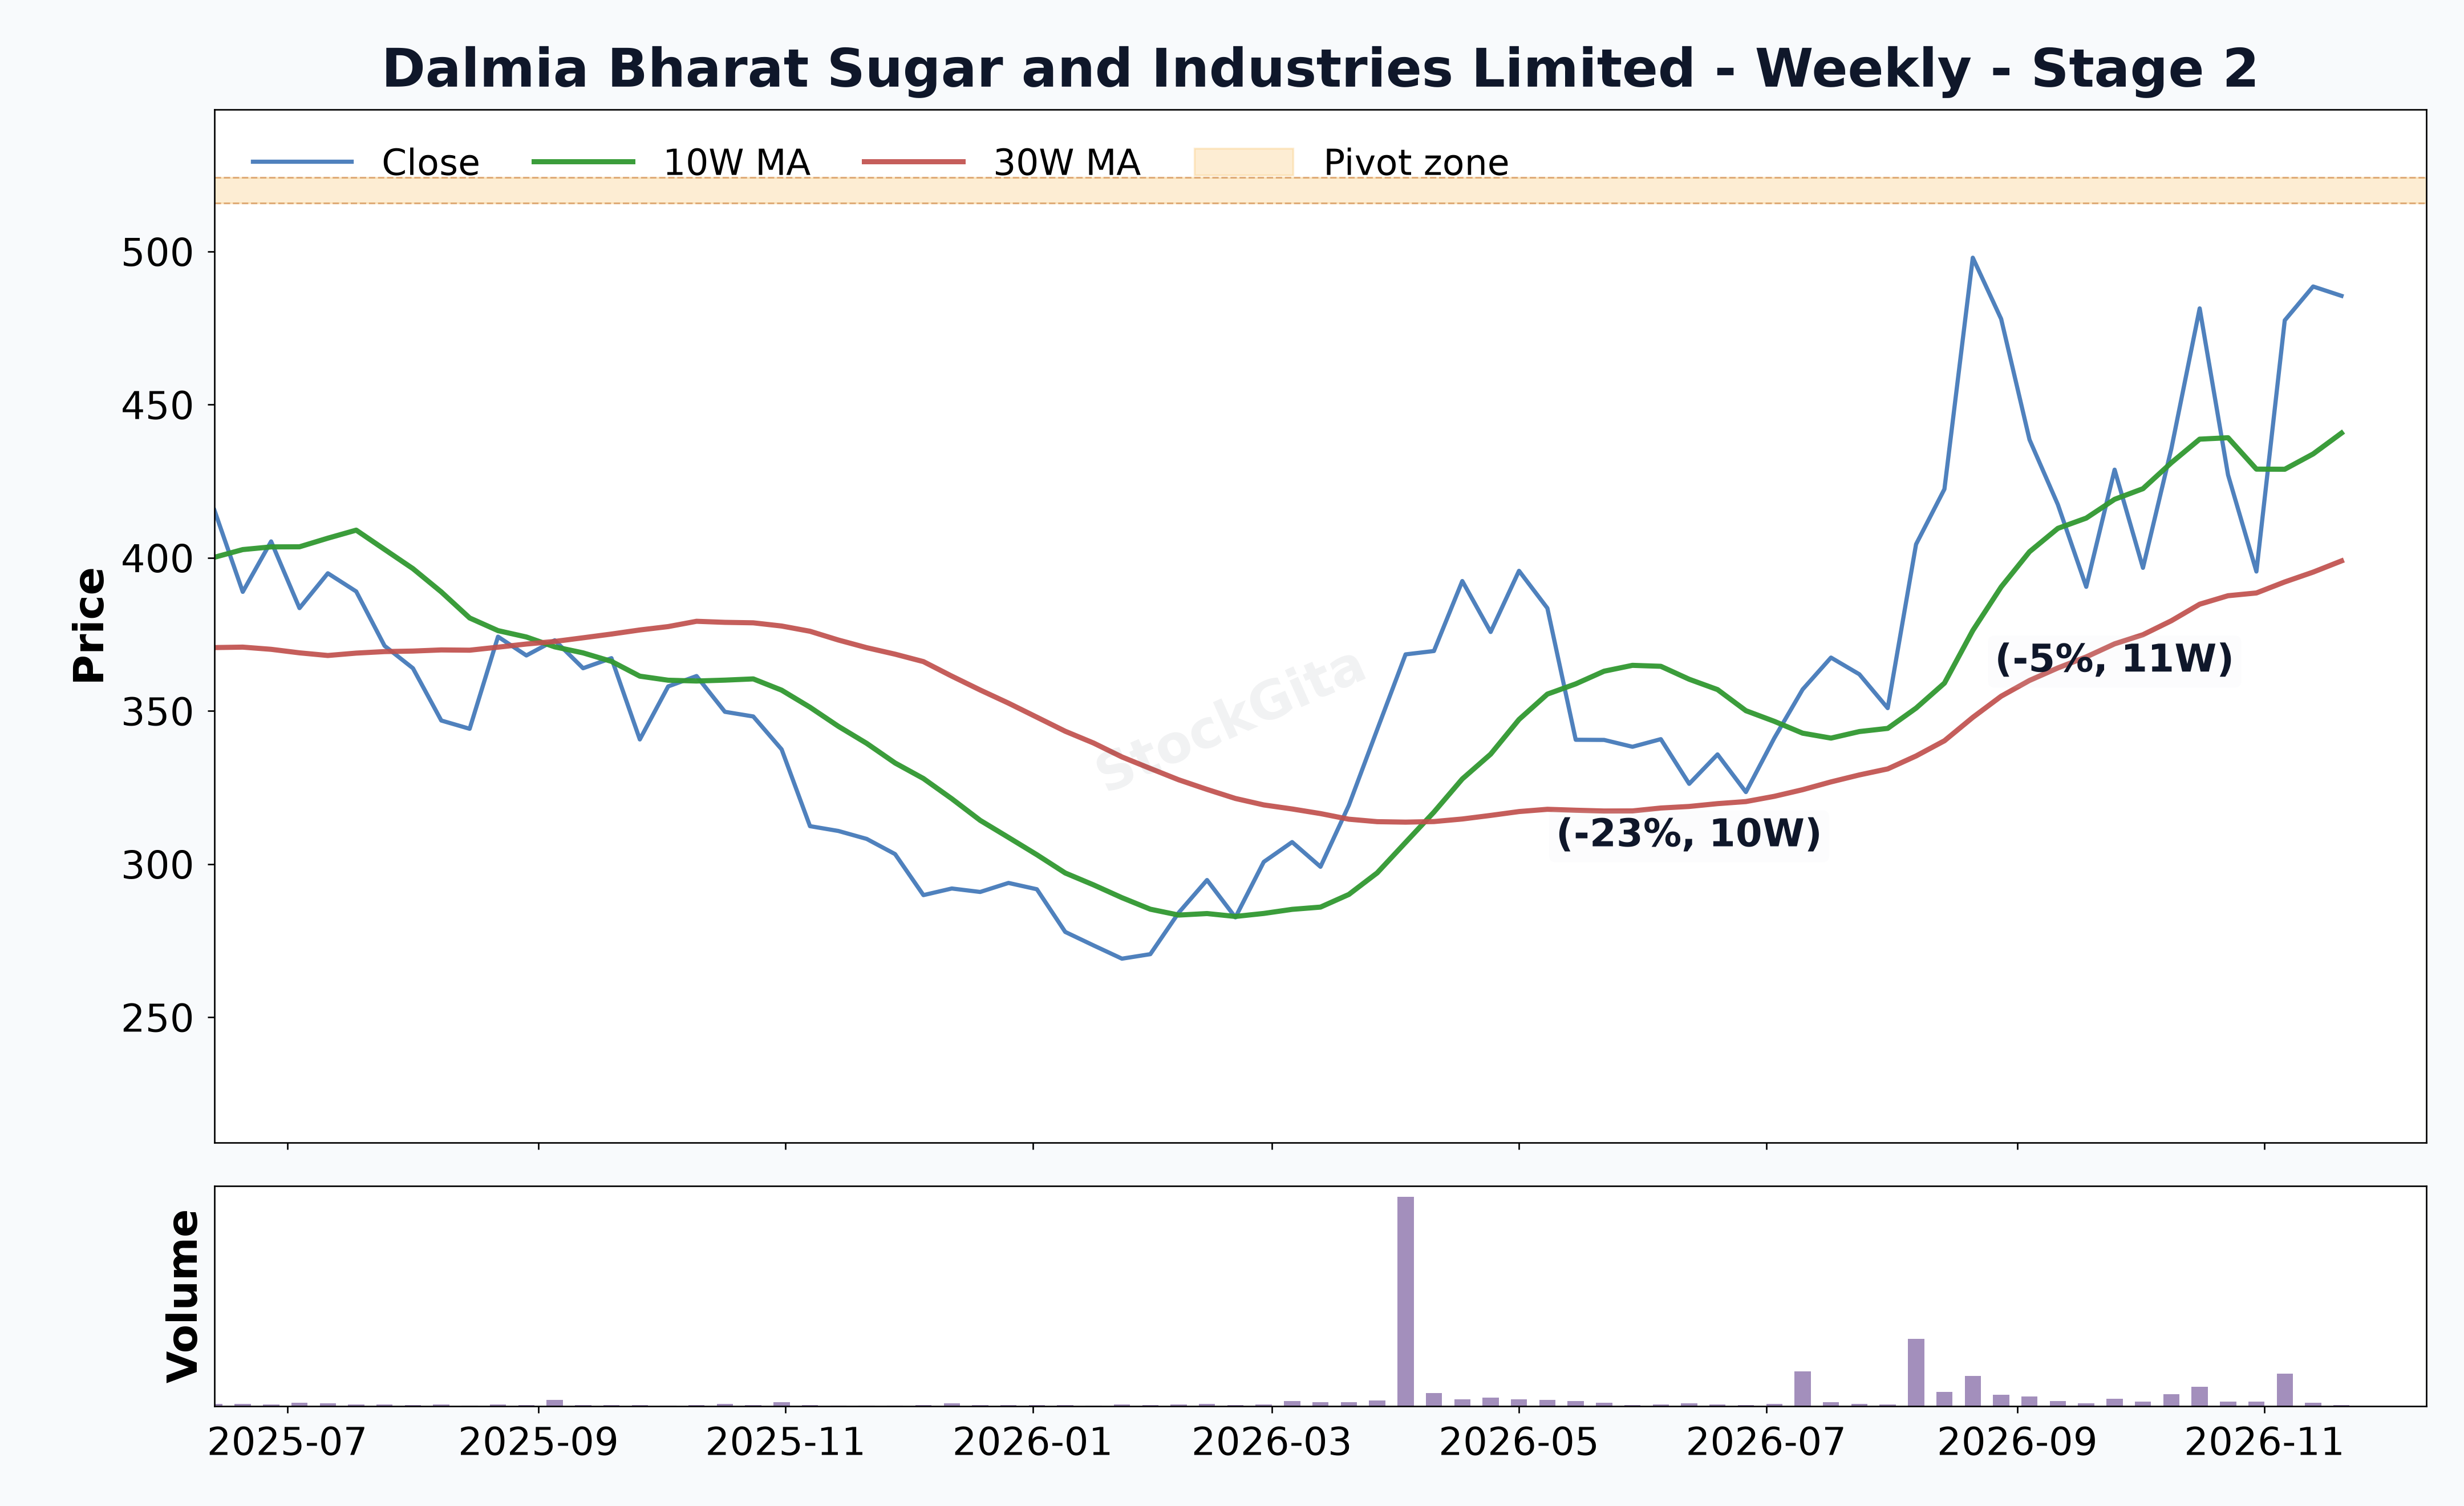 Dalmia Bharat Sugar and Industries Limited - Weekly - Stage 2
Close 10W MA 30W MA Pivot zone
500
450
400
350
300
250
Price
StockGita
(-5%, 11W)
(-23%, 10W)
Volume
2025-07 2025-09 2025-11 2026-01 2026-03 2026-05 2026-07 2026-09 2026-11